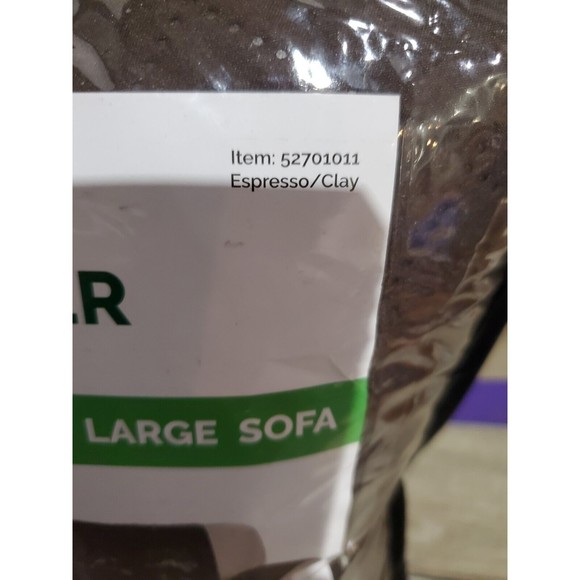 Item: 52701011
Espresso/Clay
LARGE SOFA